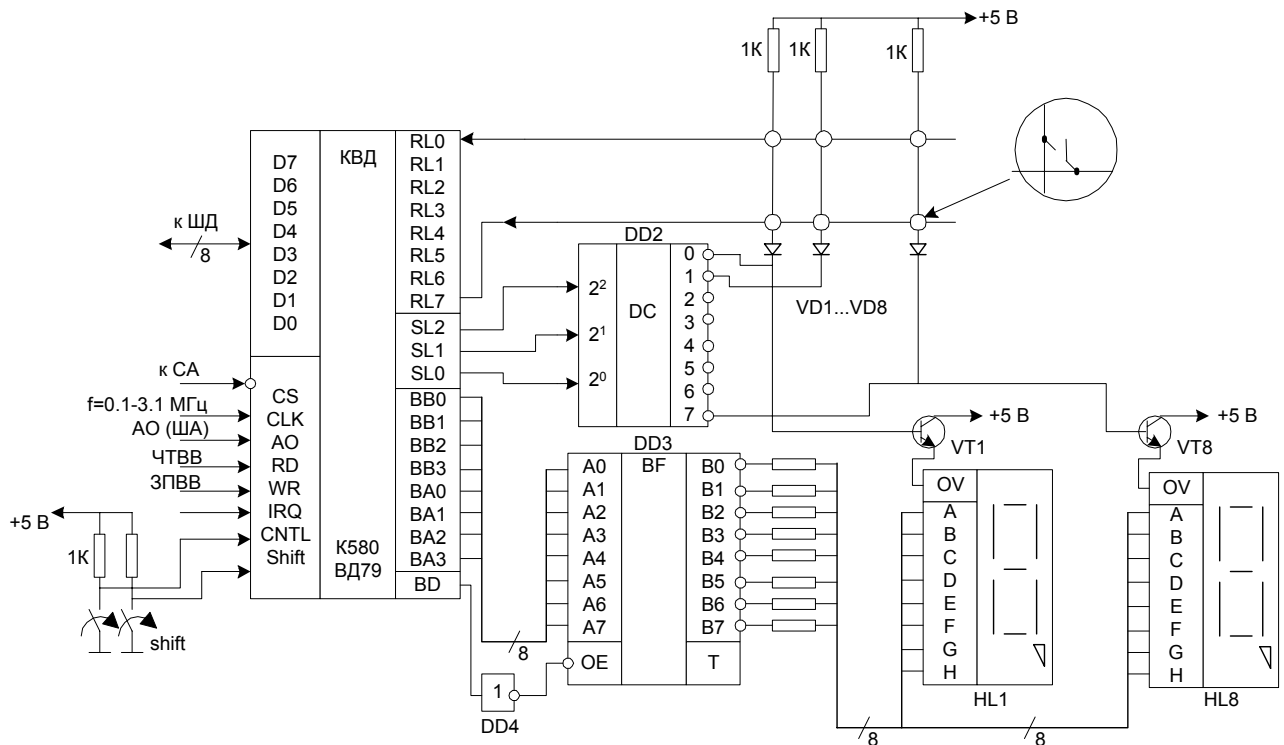 +5 В
1К
1К
1К
КВД
RL0
RL1
RL2
RL3
RL4
RL5
RL6
RL7
SL2
SL1
SL0
BB0
BB1
BB2
BB3
BA0
BA1
BA2
BA3
BD
D7
D6
D5
D4
D3
D2
D1
D0
к ШД
8
к СА
CS
f=0.1-3.1 МГц
CLK
АО (ША)
AO
ЧТВВ
RD
ЗПВВ
WR
IRQ
CNTL
Shift
К580
ВД79
+5 В
1К
shift
DD2
2²
2¹
2⁰
DC
0
1
2
3
4
5
6
7
VD1...VD8
DD3
BF
A0
A1
A2
A3
A4
A5
A6
A7
OE
B0
B1
B2
B3
B4
B5
B6
B7
T
8
1
DD4
+5 В
VT1
OV
A
B
C
D
E
F
G
H
HL1
+5 В
VT8
OV
A
B
C
D
E
F
G
H
HL8
8
8